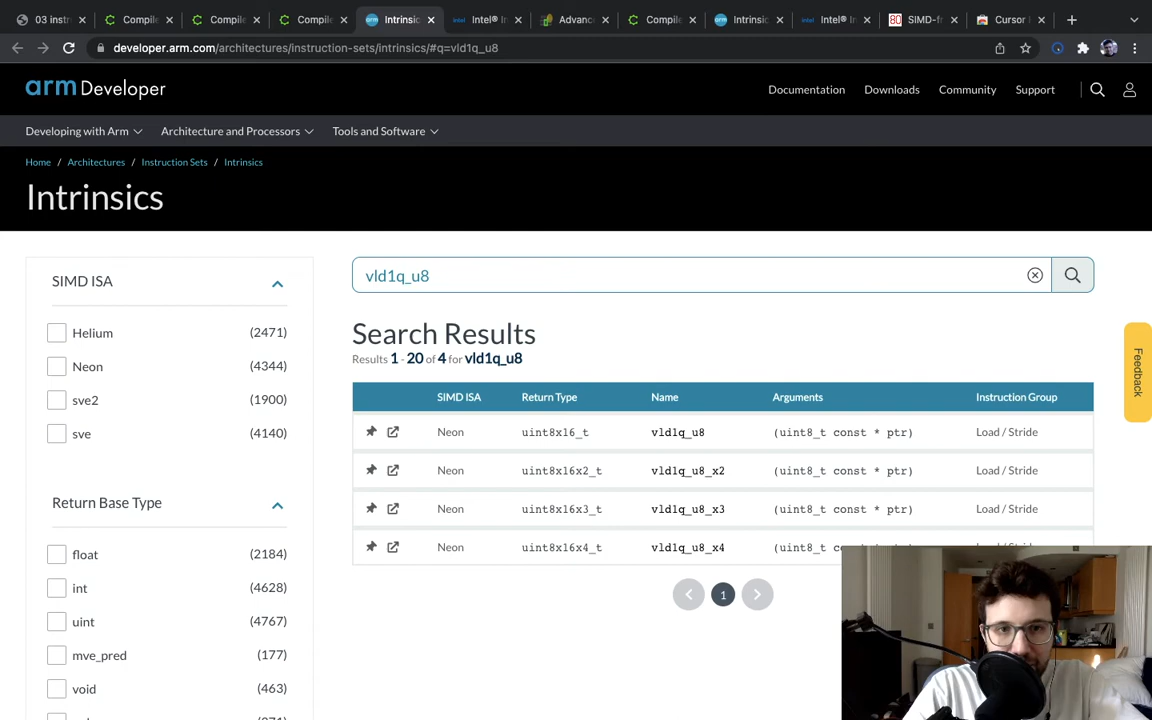 03 instr
Compile
Compile
Compile
Intrinsic
Intel® In
Advanc
Compile
Intrinsic
Intel® In
SIMD-fr
Cursor
developer.arm.com/architectures/instruction-sets/intrinsics/#q=vld1q_u8
arm Developer
Documentation Downloads Community Support
Developing with Arm Architecture and Processors Tools and Software
Home / Architectures / Instruction Sets / Intrinsics
Intrinsics
SIMD ISA
Helium (2471)
Neon (4344)
sve2 (1900)
sve (4140)
Return Base Type
float (2184)
int (4628)
uint (4767)
mve_pred (177)
void (463)
vld1q_u8
Search Results
Results 1 - 20 of 4 for vld1q_u8
SIMD ISA Return Type Name Arguments Instruction Group
Neon uint8x16_t vld1q_u8 (uint8_t const * ptr) Load / Stride
Neon uint8x16x2_t vld1q_u8_x2 (uint8_t const * ptr) Load / Stride
Neon uint8x16x3_t vld1q_u8_x3 (uint8_t const * ptr) Load / Stride
Neon uint8x16x4_t vld1q_u8_x4 (uint8_t
1
Feedback